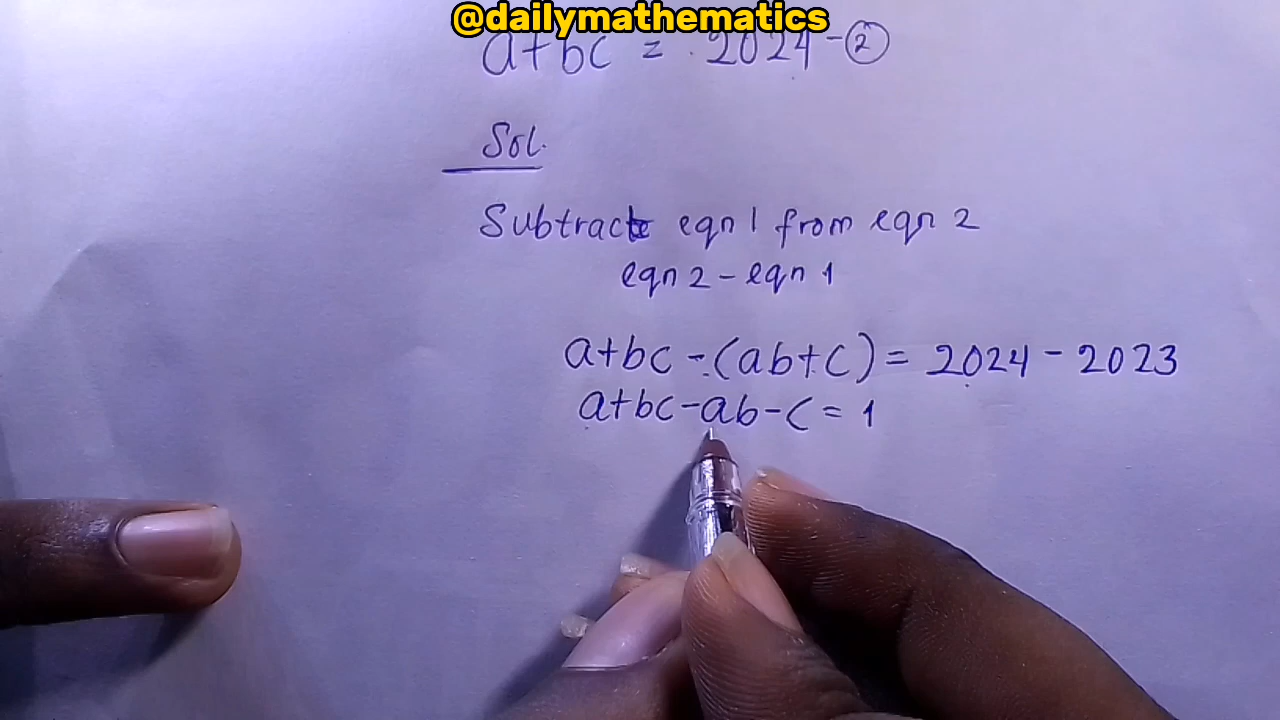 @dailymathematics
a+bc = 2024 - ②
Sol.
Subtract eqn 1 from eqn 2
eqn 2 - eqn 1
a+bc -(ab+c) = 2024 - 2023
a+bc-ab-c = 1